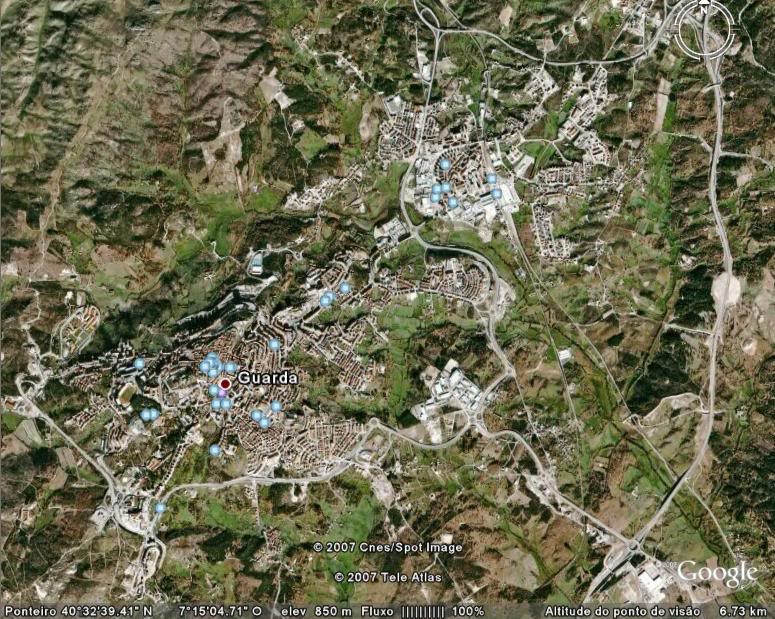 N
Guarda
© 2007 Cnes/Spot Image
© 2007 Tele Atlas
Google
Ponteiro 40°32'39.41" N 7°15'04.71" O elev 850 m Fluxo |||||||||| 100% Altitude do ponto de visão 6.73 km